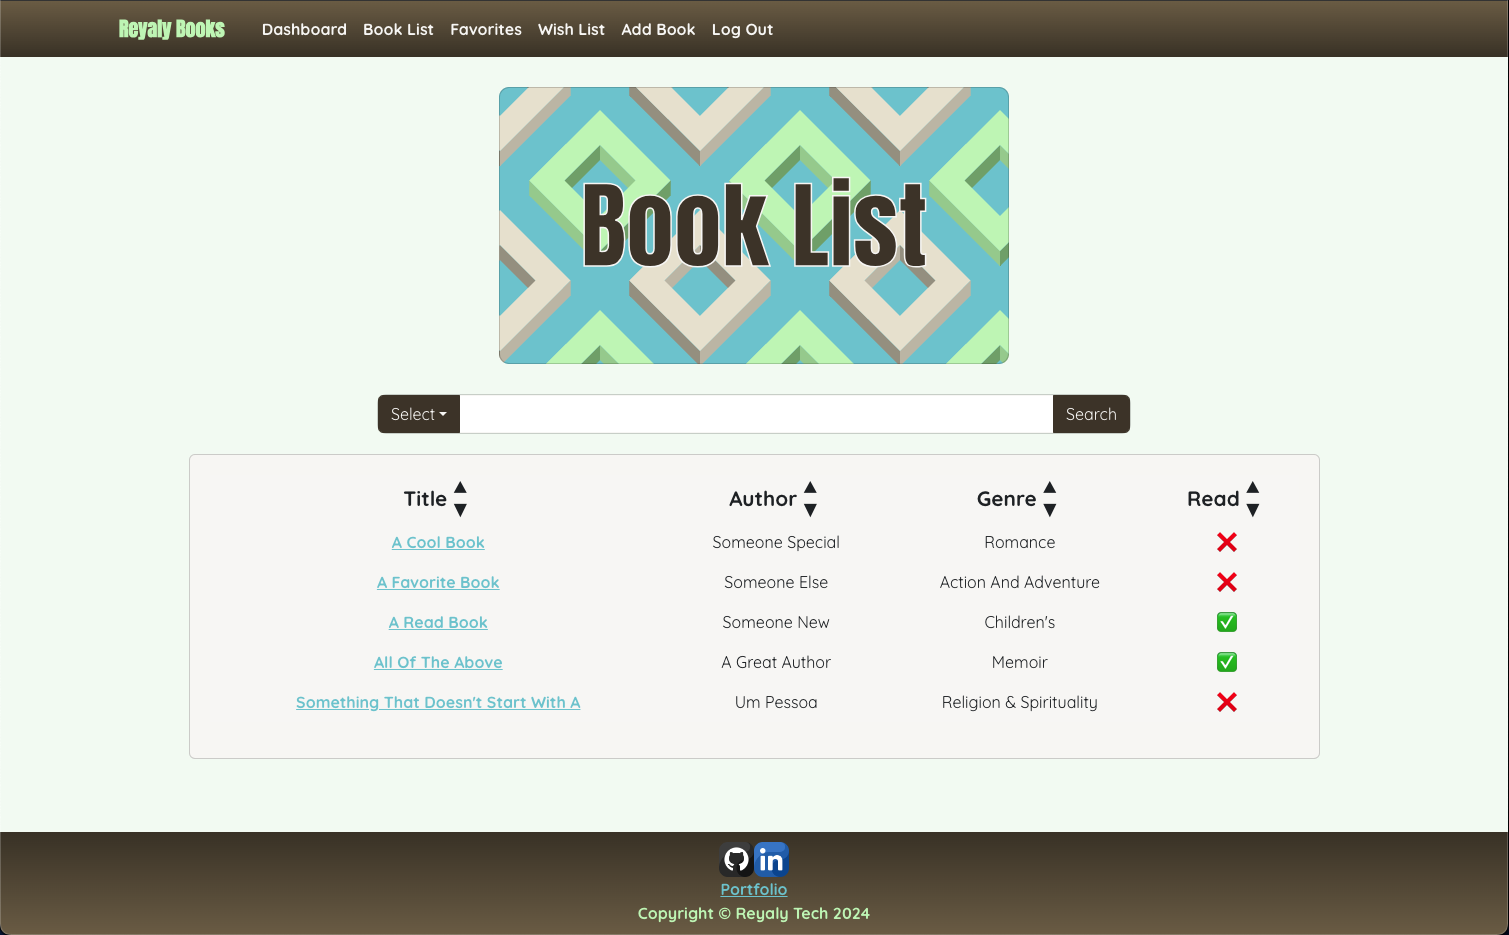 Reyaly Books Dashboard Book List Favorites Wish List Add Book Log Out
Book List
Select Search
Title Author Genre Read
A Cool Book Someone Special Romance
A Favorite Book Someone Else Action And Adventure
A Read Book Someone New Children's
All Of The Above A Great Author Memoir
Something That Doesn't Start With A Um Pessoa Religion & Spirituality
in
Portfolio
Copyright © Reyaly Tech 2024